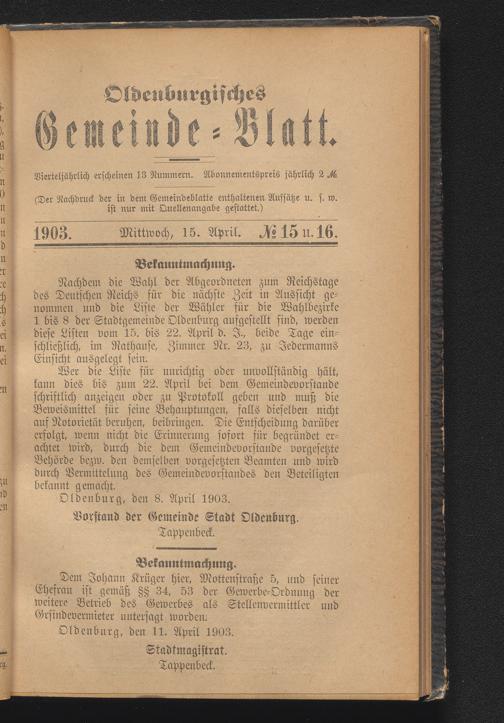 Oldenburgisches
Gemeinde-Blatt.
Vierteljährlich erscheinen 13 Nummern. Abonnementspreis jährlich 2 ℳ
(Der Nachdruck der in dem Gemeindeblatte enthaltenen Aufsätze u. s. w.
ist nur mit Quellenangabe gestattet.)
1903. Mittwoch, 15. April. № 15 u. 16.
Bekanntmachung.
Nachdem die Wahl der Abgeordneten zum Reichstage
des Deutschen Reichs für die nächste Zeit in Aussicht ge-
nommen und die Liste der Wähler für die Wahlbezirke
1 bis 8 der Stadtgemeinde Oldenburg aufgestellt sind, werden
diese Listen vom 15. bis 22. April d. J., beide Tage ein-
schließlich, im Rathause, Zimmer Nr. 23, zu Jedermanns
Einsicht ausgelegt sein.
Wer die Liste für unrichtig oder unvollständig hält,
kann dies bis zum 22. April bei dem Gemeindevorstande
schriftlich anzeigen oder zu Protokoll geben und muß die
Beweismittel für seine Behauptungen, falls dieselben nicht
auf Notorietät beruhen, beibringen. Die Entscheidung darüber
erfolgt, wenn nicht die Erinnerung sofort für begründet er-
achtet wird, durch die dem Gemeindevorstande vorgesetzte
Behörde bezw. den demselben vorgesetzten Beamten und wird
durch Vermittelung des Gemeindevorstandes den Beteiligten
bekannt gemacht.
Oldenburg, den 8. April 1903.
Vorstand der Gemeinde Stadt Oldenburg.
Tappenbeck.
Bekanntmachung.
Dem Johann Krüger hier, Mottenstraße 5, und seiner
Ehefrau ist gemäß §§ 34, 53 der Gewerbe-Ordnung der
weitere Betrieb des Gewerbes als Stellenvermittler und
Gesindevermieter untersagt worden.
Oldenburg, den 11. April 1903.
Stadtmagistrat.
Tappenbeck.